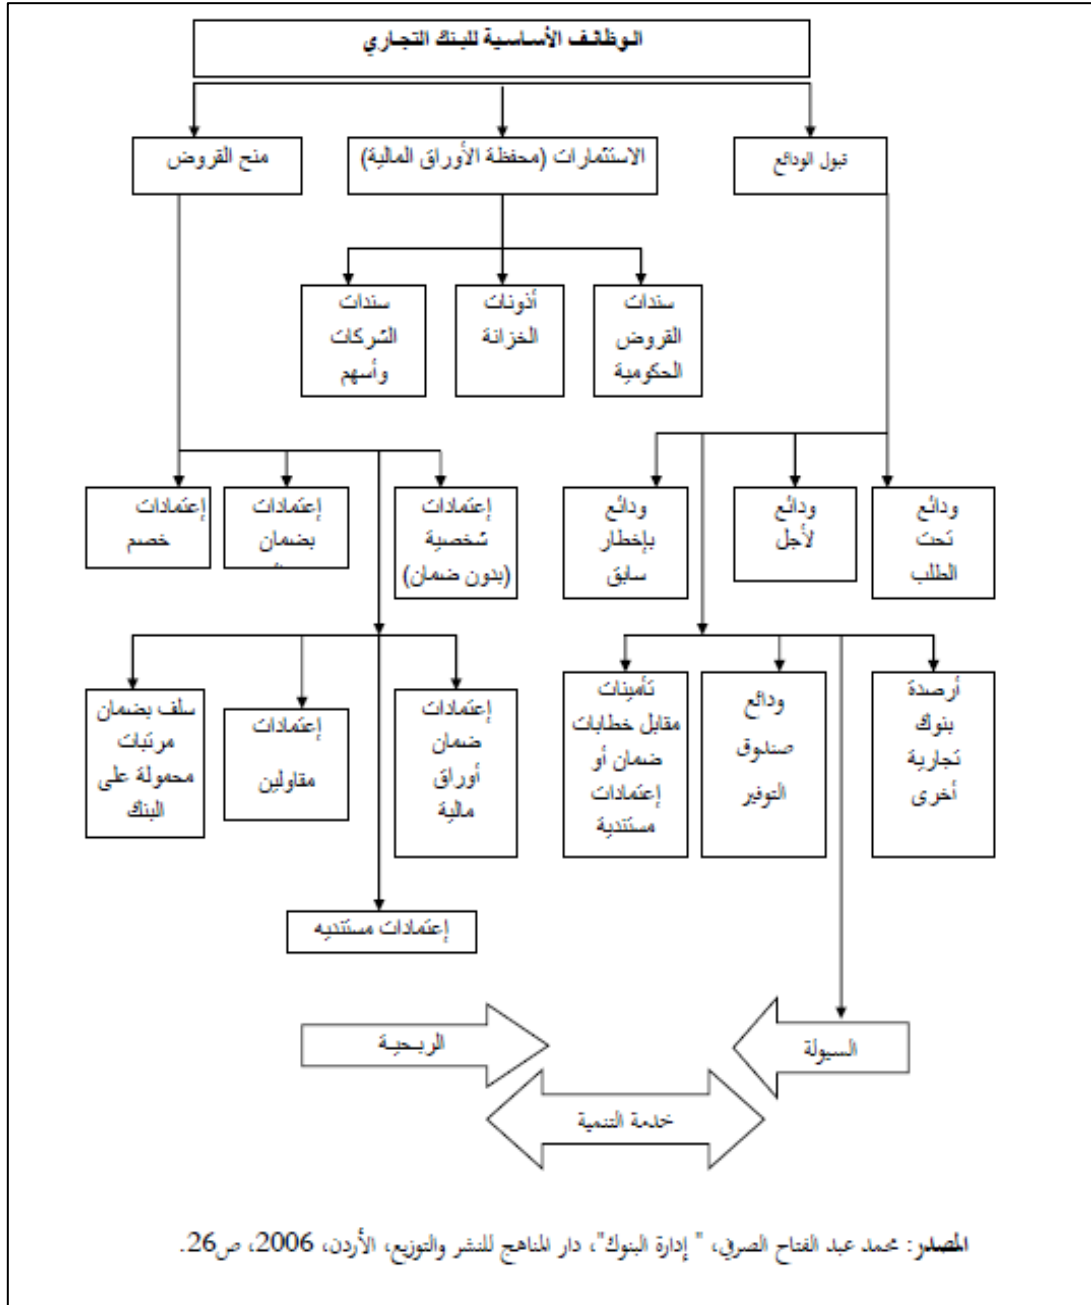 الوظائف الأساسية للبنك التجاري
قبول الودائع
الاستثمارات (محفظة الأوراق المالية)
منح القروض
سندات
القروض
الحكومية
أذونات
الخزانة
سندات
الشركات
وأسهم
ودائع
تحت
الطلب
ودائع
لأجل
ودائع
بإخطار
سابق
إعتمادات
شخصية
(بدون ضمان)
إعتمادات
بضمان
إعتمادات
خصم
أرصدة
بنوك
تجارية
أخرى
ودائع
صندوق
التوفير
تأمينات
مقابل خطابات
ضمان أو
إعتمادات
مستندية
إعتمادات
ضمان
أوراق
مالية
إعتمادات
مقاولين
سلف بضمان
مرتبات
محمولة على
البنك
إعتمادات مستنديه
السيولة
الربحية
خدمة التنمية
المصدر: محمد عبد الفتاح الصرفي، " إدارة البنوك"، دار المناهج للنشر والتوزيع، الأردن، 2006، ص26.